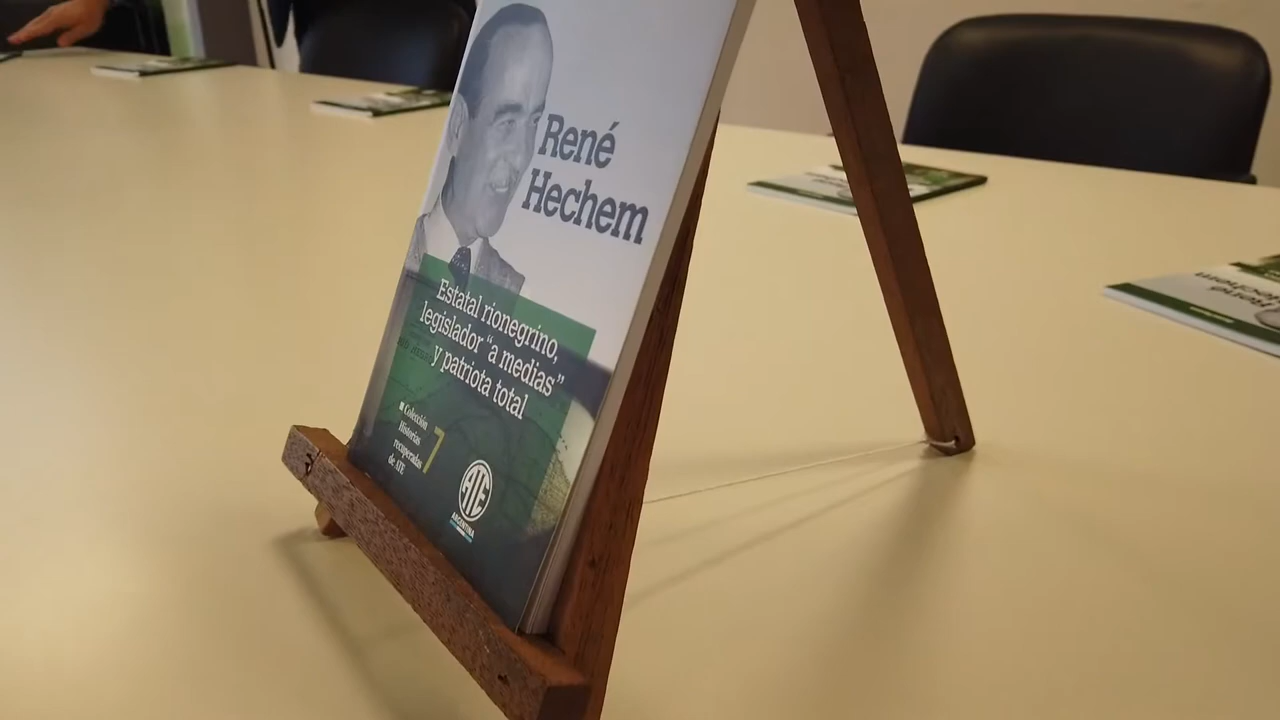 René
Hechem
Estatal rionegrino,
legislador "a medias"
y patriota total
Colección
Historias
recuperadas
de ATE
7
ATE
ARGENTINA